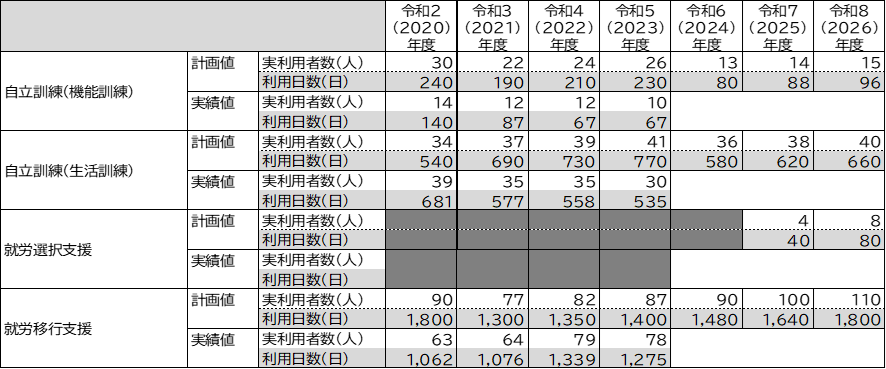 令和2 令和3 令和4 令和5 令和6 令和7 令和8
(2020) (2021) (2022) (2023) (2024) (2025) (2026)
年度 年度 年度 年度 年度 年度 年度
自立訓練(機能訓練) 計画値 実利用者数(人) 30 22 24 26 13 14 15
利用日数(日) 240 190 210 230 80 88 96
実績値 実利用者数(人) 14 12 12 10
利用日数(日) 140 87 67 67
自立訓練(生活訓練) 計画値 実利用者数(人) 34 37 39 41 36 38 40
利用日数(日) 540 690 730 770 580 620 660
実績値 実利用者数(人) 39 35 35 30
利用日数(日) 681 577 558 535
就労選択支援 計画値 実利用者数(人) 4 8
利用日数(日) 40 80
実績値 実利用者数(人)
利用日数(日)
就労移行支援 計画値 実利用者数(人) 90 77 82 87 90 100 110
利用日数(日) 1,800 1,300 1,350 1,400 1,480 1,640 1,800
実績値 実利用者数(人) 63 64 79 78
利用日数(日) 1,062 1,076 1,339 1,275